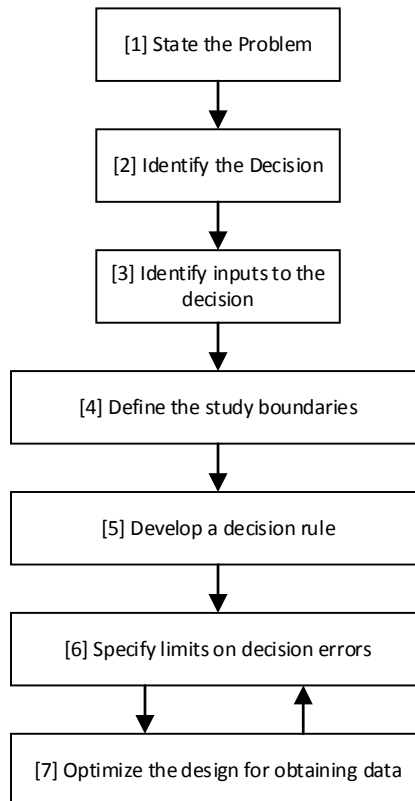 [1] State the Problem
[2] Identify the Decision
[3] Identify inputs to the
decision
[4] Define the study boundaries
[5] Develop a decision rule
[6] Specify limits on decision errors
[7] Optimize the design for obtaining data